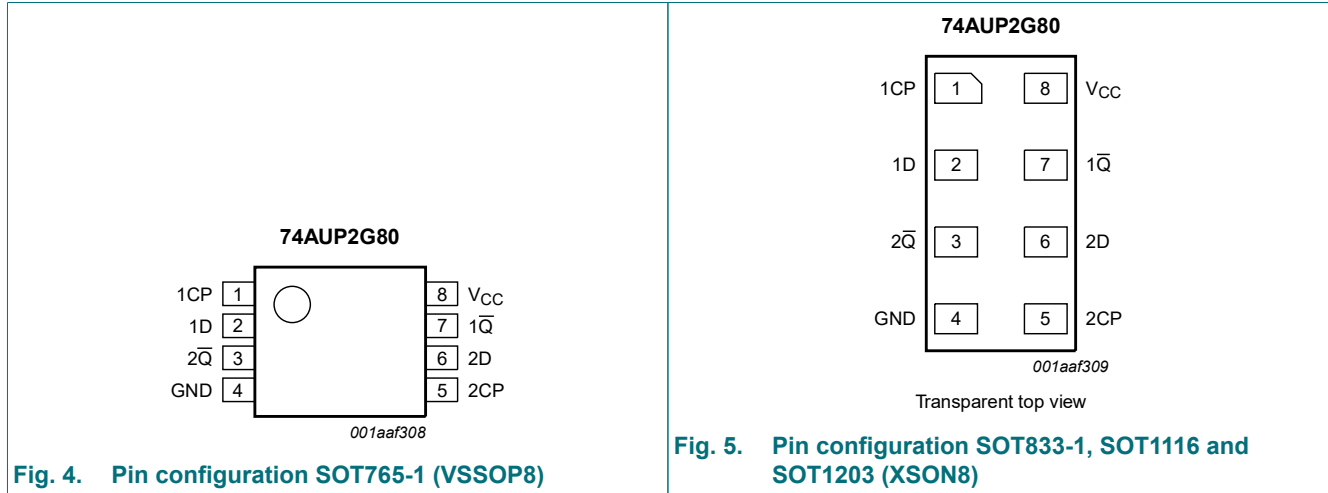 74AUP2G80
1CP 1 8 VCC
1D 2 7 1Q̅
2Q̅ 3 6 2D
GND 4 5 2CP
001aaf308
Fig. 4. Pin configuration SOT765-1 (VSSOP8)
74AUP2G80
1CP 1 8 VCC
1D 2 7 1Q̅
2Q̅ 3 6 2D
GND 4 5 2CP
001aaf309
Transparent top view
Fig. 5. Pin configuration SOT833-1, SOT1116 and
SOT1203 (XSON8)